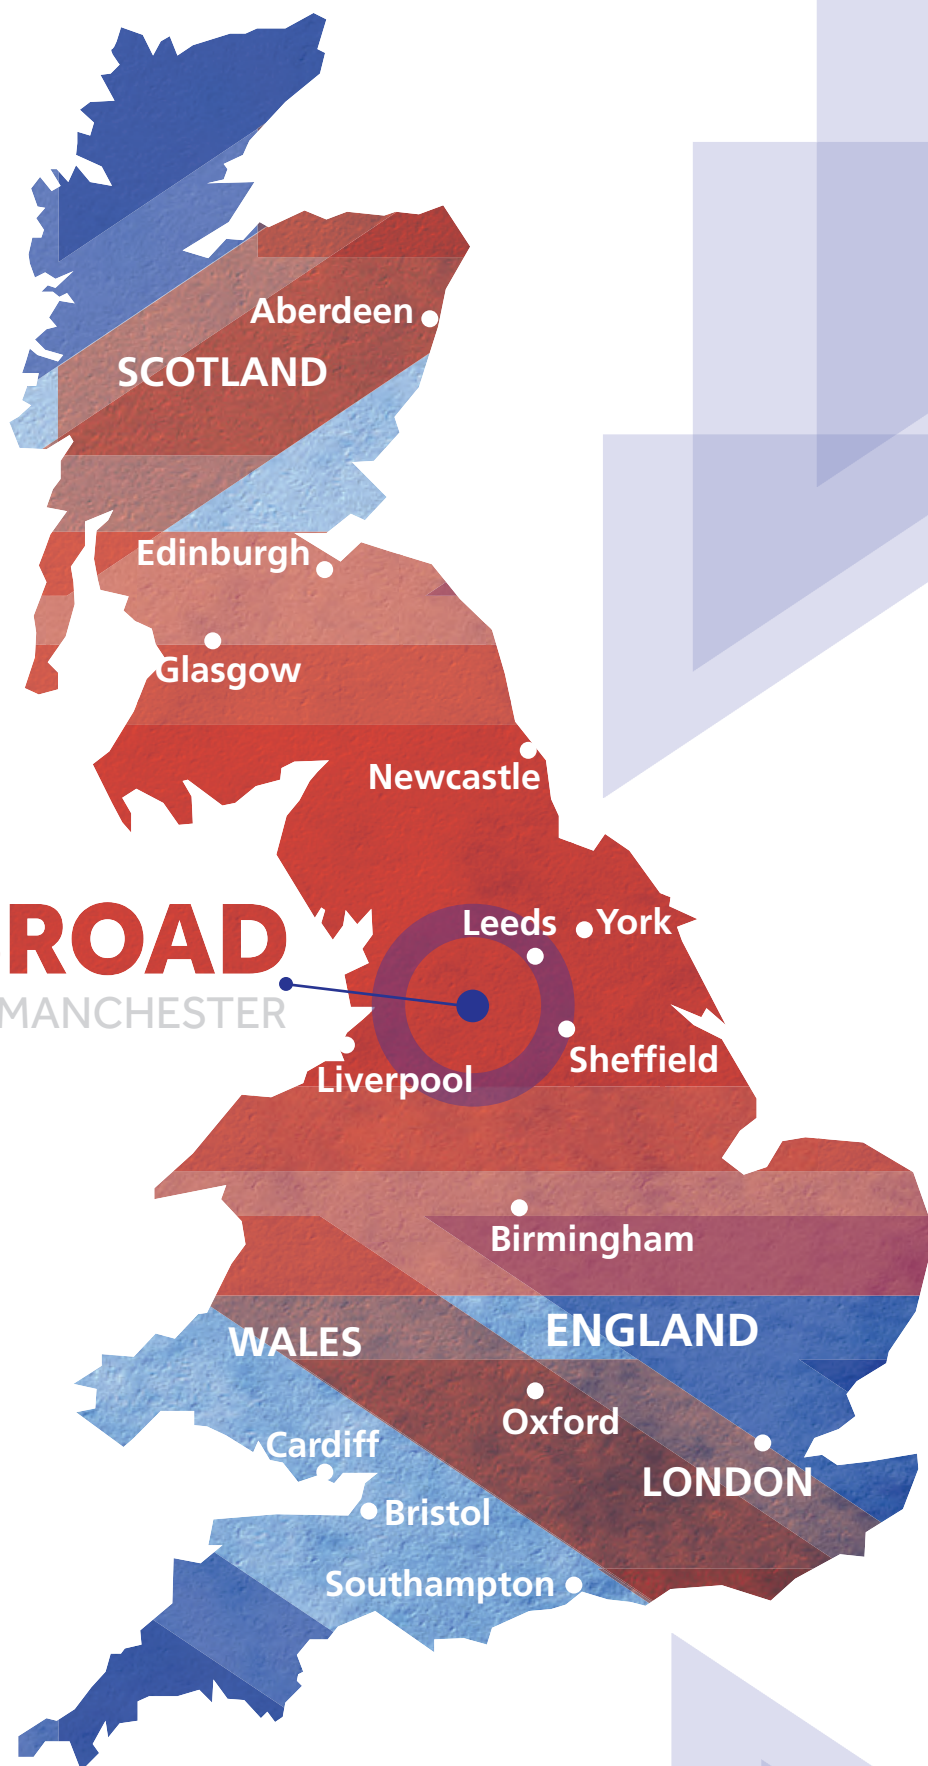 Aberdeen
SCOTLAND
Edinburgh
Glasgow
Newcastle
ROAD
MANCHESTER
Leeds
York
Sheffield
Liverpool
Birmingham
ENGLAND
WALES
Oxford
Cardiff
LONDON
Bristol
Southampton